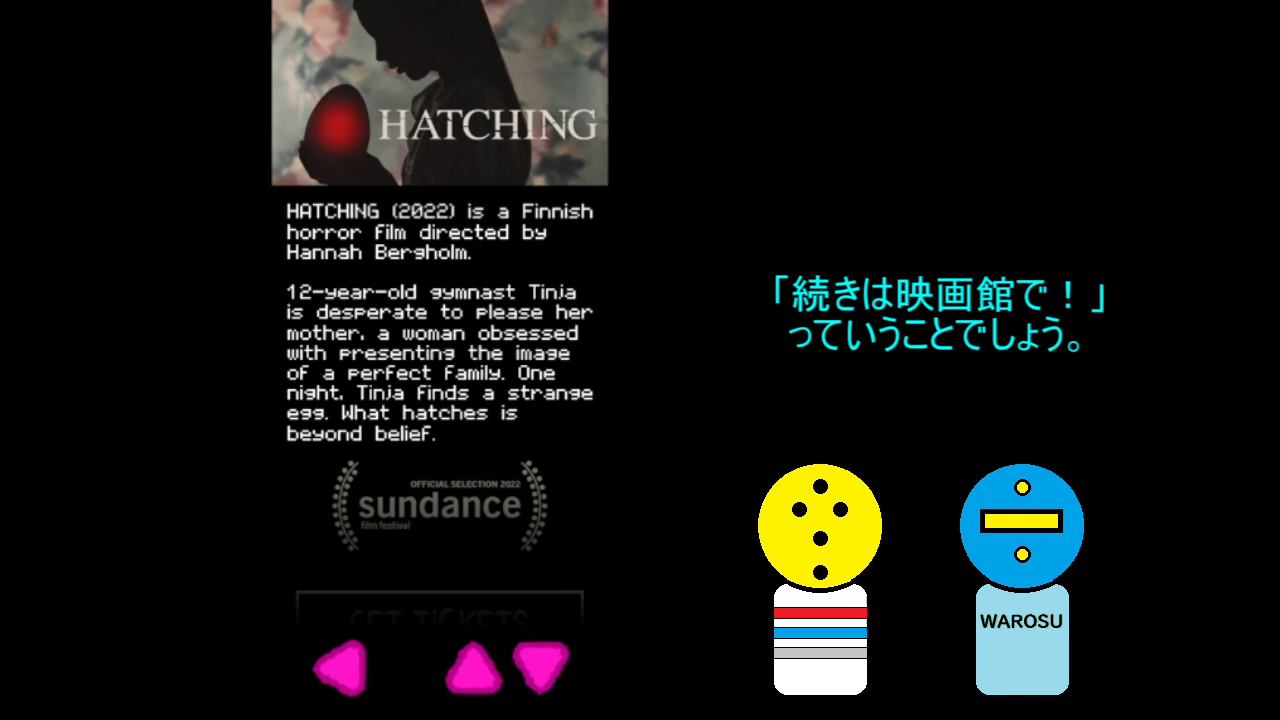 HATCHING
HATCHING (2022) is a Finnish
horror film directed by
Hannah Bergholm.
12-year-old gymnast Tinja
is desperate to please her
mother, a woman obsessed
with presenting the image
of a perfect family. One
night, Tinja finds a strange
egg. What hatches is
beyond belief.
OFFICIAL SELECTION 2022
sundance
film festival
GET TICKETS
「続きは映画館で！」
っていうことでしょう。
WAROSU